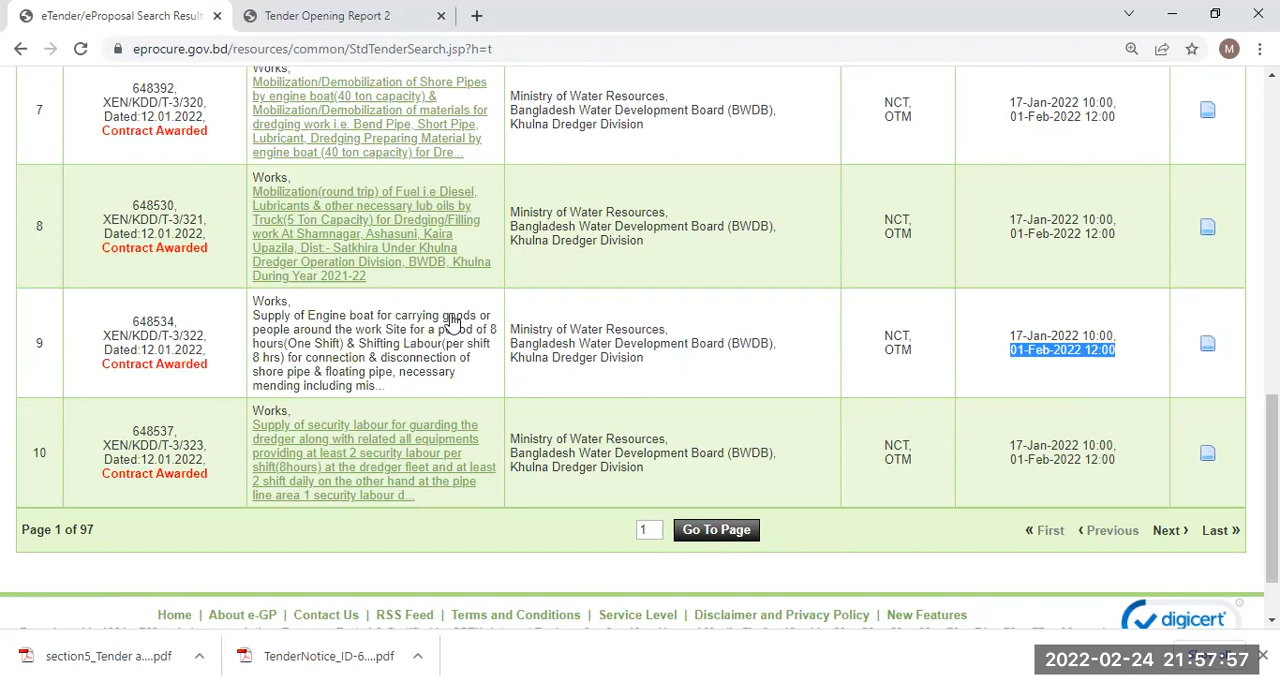 eTender/eProposal Search Result
Tender Opening Report 2
eprocure.gov.bd/resources/common/StdTenderSearch.jsp?h=t
M
7
648392,
XEN/KDD/T-3/320,
Dated:12.01.2022,
Contract Awarded
Works,
Mobilization/Demobilization of Shore Pipes
by engine boat(40 ton capacity) &
Mobilization/Demobilization of materials for
dredging work i.e. Bend Pipe, Short Pipe,
Lubricant, Dredging Preparing Material by
engine boat (40 ton capacity) for Dre...
Ministry of Water Resources,
Bangladesh Water Development Board (BWDB),
Khulna Dredger Division
NCT,
OTM
17-Jan-2022 10:00,
01-Feb-2022 12:00
8
648530,
XEN/KDD/T-3/321,
Dated:12.01.2022,
Contract Awarded
Works,
Mobilization(round trip) of Fuel i.e Diesel,
Lubricants & other necessary lub oils by
Truck(5 Ton Capacity) for Dredging/Filling
work At Shamnagar, Ashasuni, Kaira
Upazila, Dist:- Satkhira Under Khulna
Dredger Operation Division, BWDB, Khulna
During Year 2021-22
Ministry of Water Resources,
Bangladesh Water Development Board (BWDB),
Khulna Dredger Division
NCT,
OTM
17-Jan-2022 10:00,
01-Feb-2022 12:00
9
648534,
XEN/KDD/T-3/322,
Dated:12.01.2022,
Contract Awarded
Works,
Supply of Engine boat for carrying goods or
people around the work Site for a period of 8
hours(One Shift) & Shifting Labour(per shift
8 hrs) for connection & disconnection of
shore pipe & floating pipe, necessary
mending including mis...
Ministry of Water Resources,
Bangladesh Water Development Board (BWDB),
Khulna Dredger Division
NCT,
OTM
17-Jan-2022 10:00,
01-Feb-2022 12:00
10
648537,
XEN/KDD/T-3/323,
Dated:12.01.2022,
Contract Awarded
Works,
Supply of security labour for guarding the
dredger along with related all equipments
providing at least 2 security labour per
shift(8hours) at the dredger fleet and at least
2 shift daily on the other hand at the pipe
line area 1 security labour d...
Ministry of Water Resources,
Bangladesh Water Development Board (BWDB),
Khulna Dredger Division
NCT,
OTM
17-Jan-2022 10:00,
01-Feb-2022 12:00
Page 1 of 97
1
Go To Page
« First ‹ Previous Next › Last »
Home | About e-GP | Contact Us | RSS Feed | Terms and Conditions | Service Level | Disclaimer and Privacy Policy | New Features
digicert
section5_Tender a....pdf
TenderNotice_ID-6....pdf
2022-02-24 21:57:57